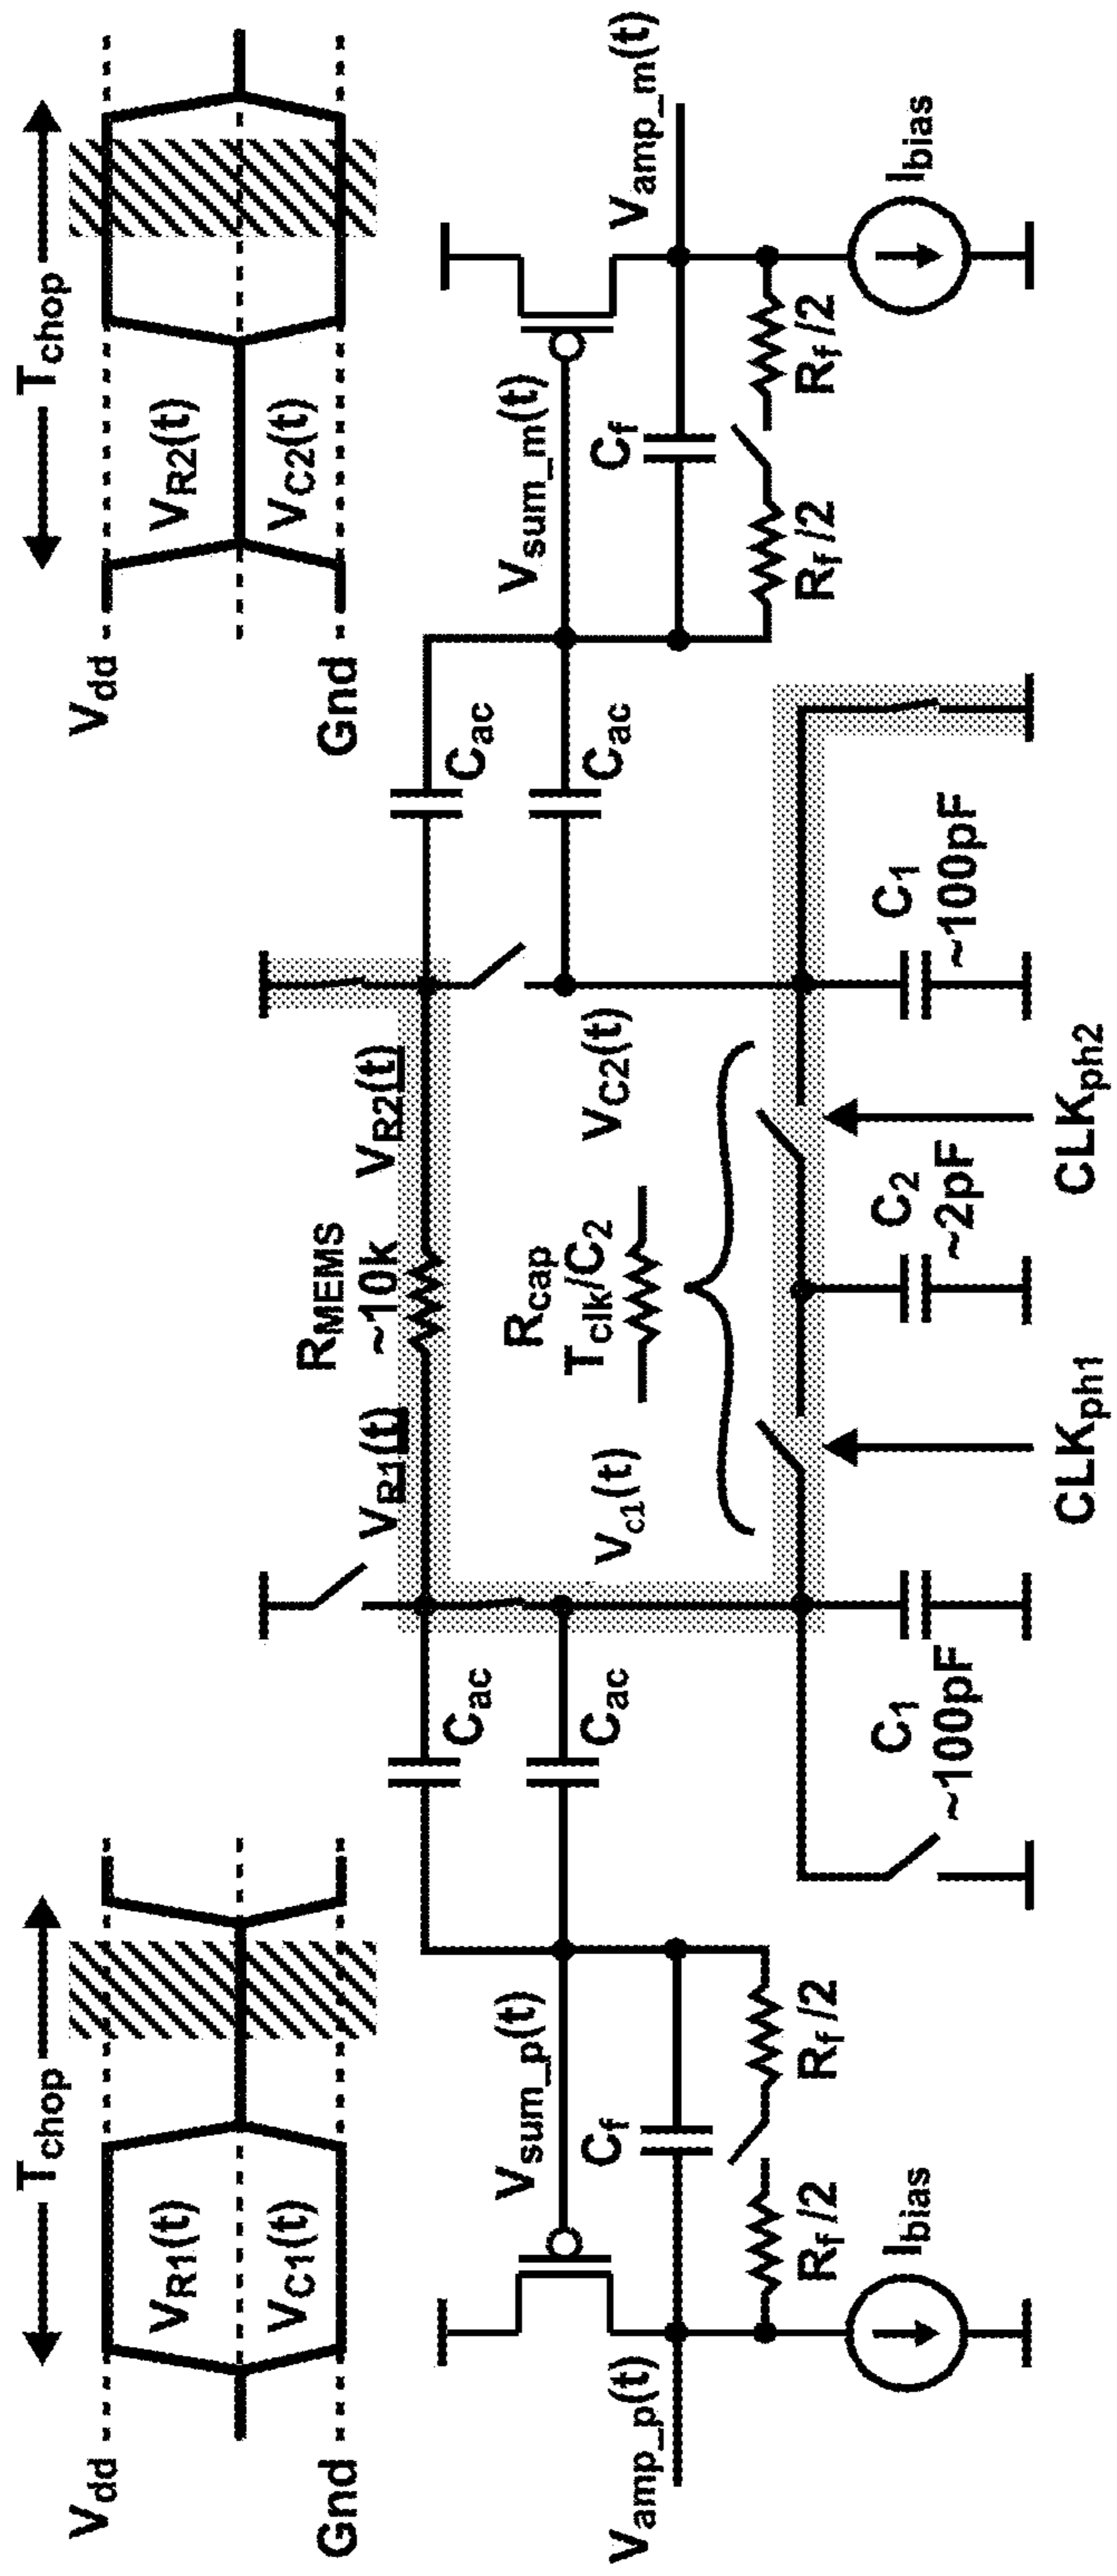 T_chop
V_dd
V_R1(t)
V_C1(t)
Gnd
T_chop
V_dd
V_R2(t)
V_C2(t)
Gnd
R_MEMS
~10k
V_R1(t)
V_R2(t)
C_ac
C_ac
C_ac
C_ac
V_sum_p(t)
V_sum_m(t)
V_amp_p(t)
V_amp_m(t)
C_f
C_f
R_f/2
R_f/2
R_f/2
R_f/2
I_bias
I_bias
V_c1(t)
R_cap
T_clk/C_2
V_C2(t)
C_1
~100pF
C_2
~2pF
C_1
~100pF
CLK_ph1
CLK_ph2